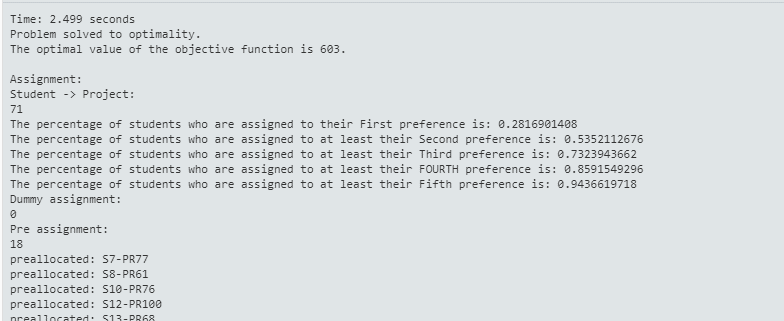 Time: 2.499 seconds
Problem solved to optimality.
The optimal value of the objective function is 603.
Assignment:
Student -> Project:
71
The percentage of students who are assigned to their First preference is: 0.2816901408
The percentage of students who are assigned to at least their Second preference is: 0.5352112676
The percentage of students who are assigned to at least their Third preference is: 0.7323943662
The percentage of students who are assigned to at least their FOURTH preference is: 0.8591549296
The percentage of students who are assigned to at least their Fifth preference is: 0.9436619718
Dummy assignment:
0
Pre assignment:
18
preallocated: S7-PR77
preallocated: S8-PR61
preallocated: S10-PR76
preallocated: S12-PR100
preallocated: S13-PR68